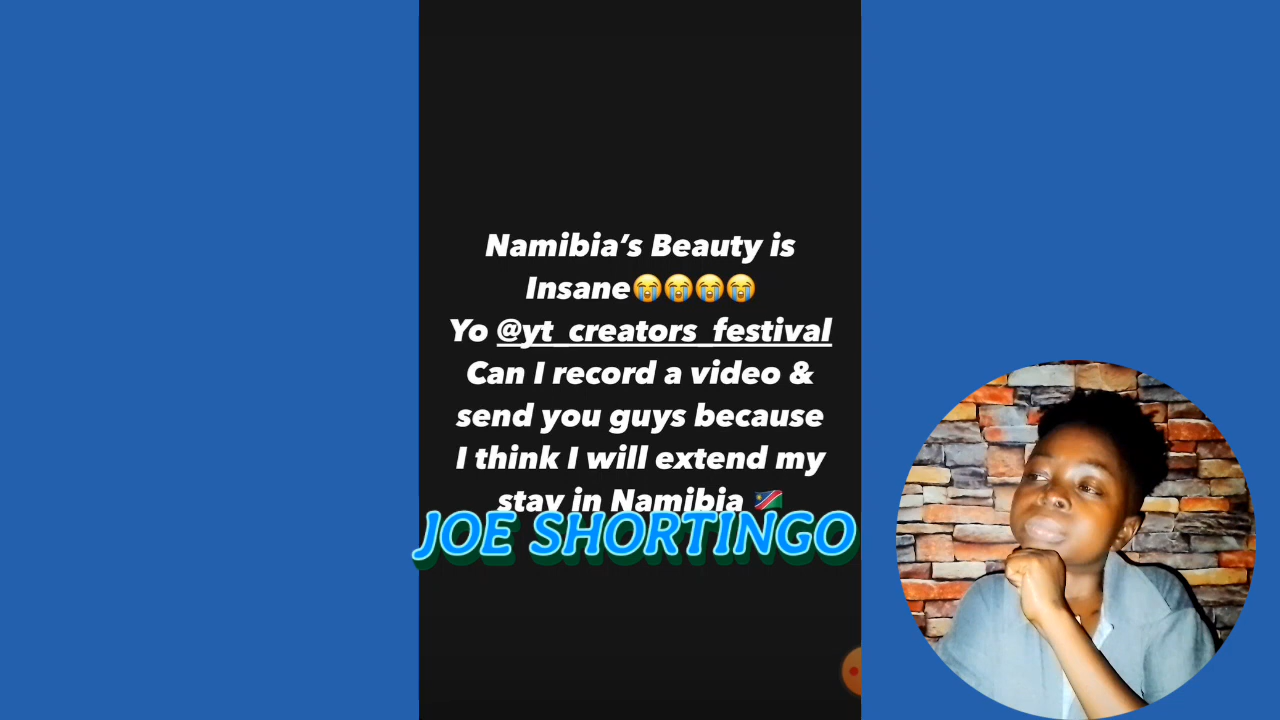 Namibia’s Beauty is
Insane😭😭😭😭
Yo @yt_creators_festival
Can I record a video &
send you guys because
I think I will extend my
stay in Namibia 🇳🇦
JOE SHORTINGO